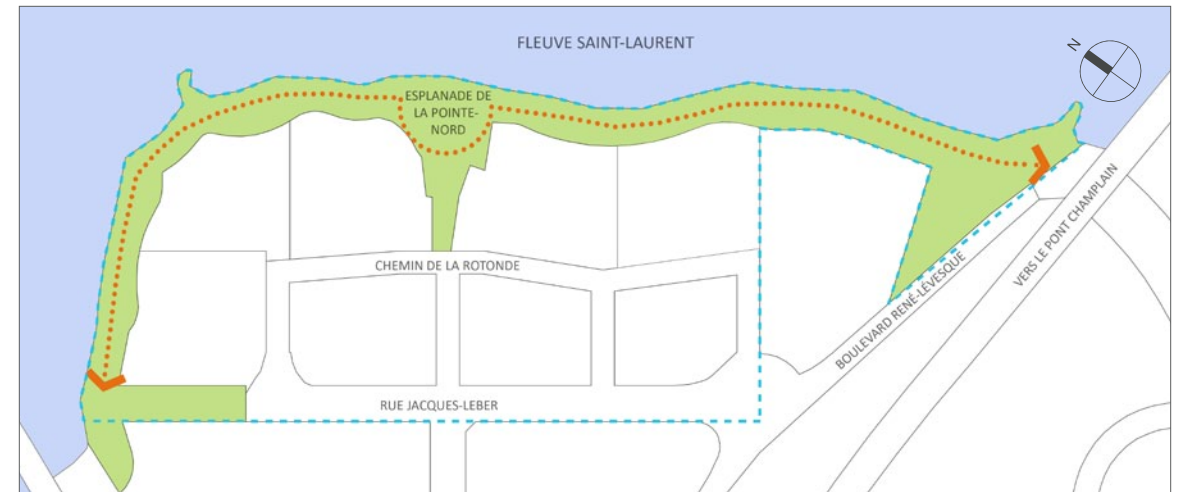 FLEUVE SAINT-LAURENT
N
ESPLANADE DE
LA POINTE-
NORD
CHEMIN DE LA ROTONDE
VERS LE PONT CHAMPLAIN
BOULEVARD RENÉ-LÉVESQUE
RUE JACQUES-LEBER